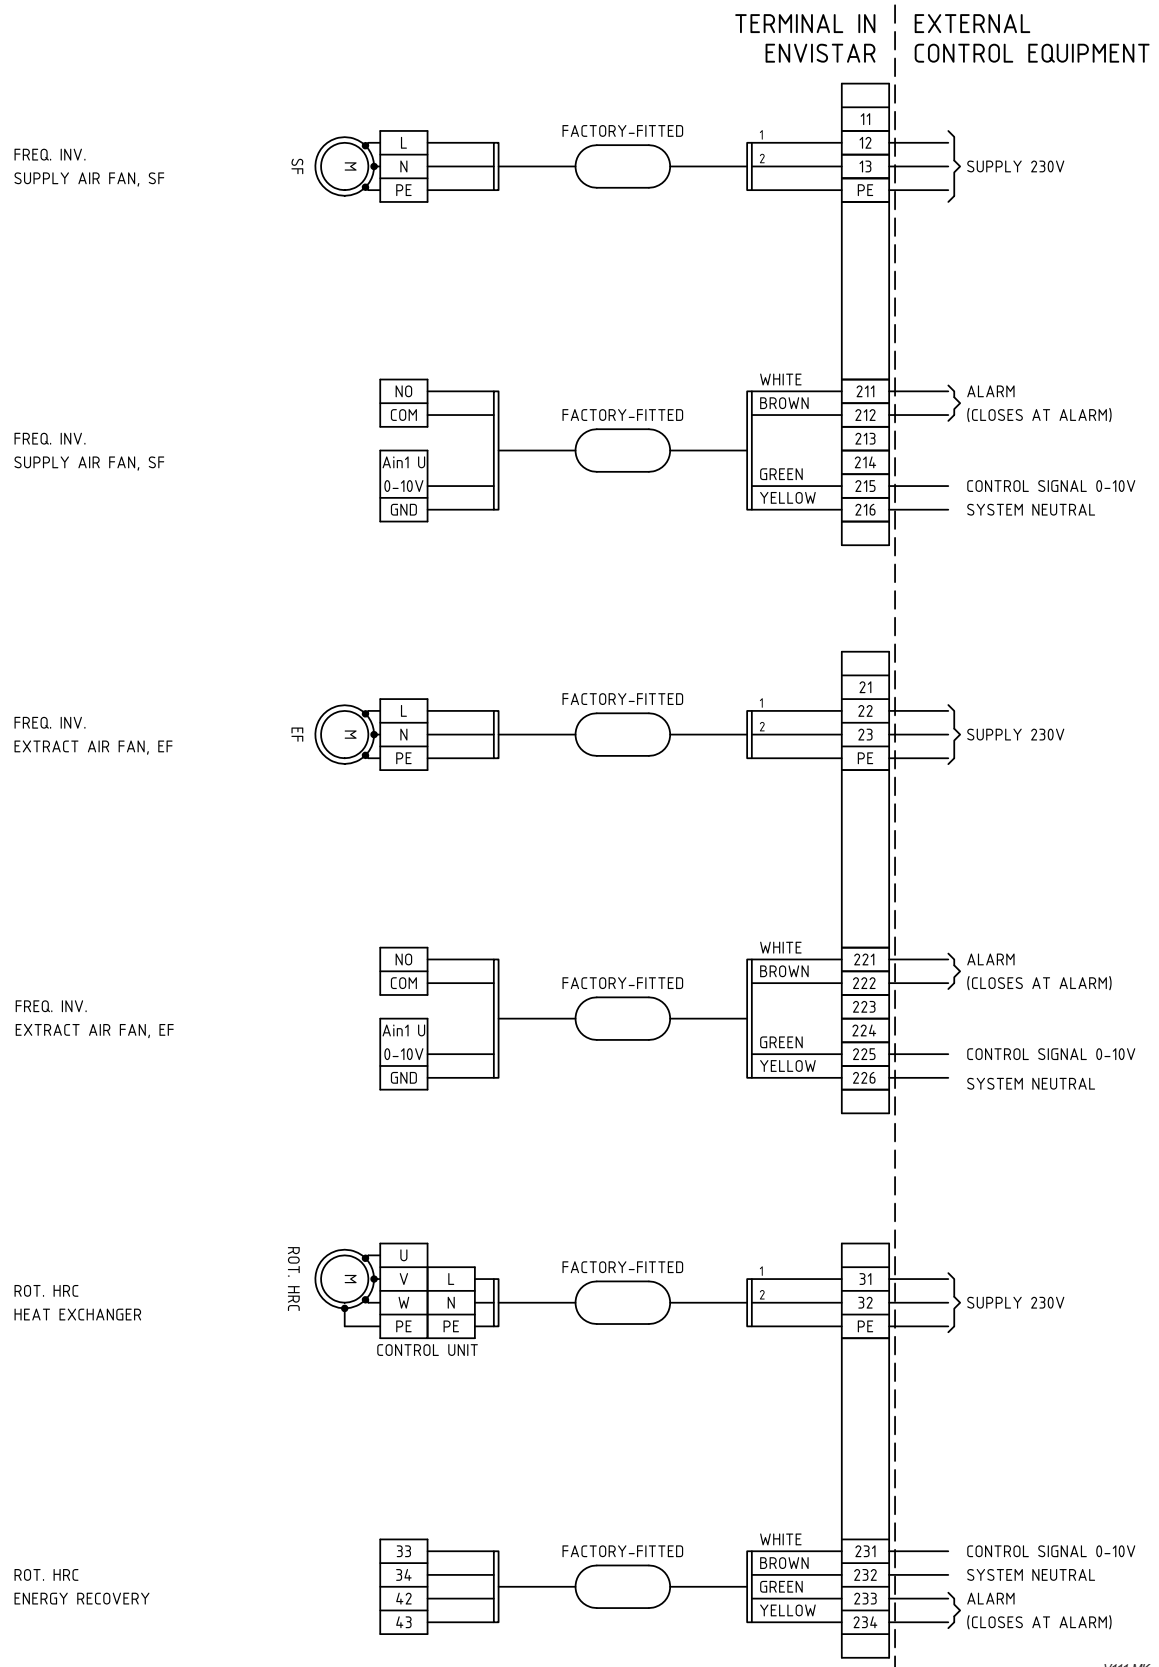 TERMINAL IN
ENVISTAR
EXTERNAL
CONTROL EQUIPMENT
FREQ. INV.
SUPPLY AIR FAN, SF
SF
M
L
N
PE
FACTORY-FITTED
1
2
11
12
13
PE
SUPPLY 230V
FREQ. INV.
SUPPLY AIR FAN, SF
NO
COM
Ain1 U
0-10V
GND
FACTORY-FITTED
WHITE
BROWN
GREEN
YELLOW
211
212
213
214
215
216
ALARM
(CLOSES AT ALARM)
CONTROL SIGNAL 0-10V
SYSTEM NEUTRAL
FREQ. INV.
EXTRACT AIR FAN, EF
EF
M
L
N
PE
FACTORY-FITTED
1
2
21
22
23
PE
SUPPLY 230V
FREQ. INV.
EXTRACT AIR FAN, EF
NO
COM
Ain1 U
0-10V
GND
FACTORY-FITTED
WHITE
BROWN
GREEN
YELLOW
221
222
223
224
225
226
ALARM
(CLOSES AT ALARM)
CONTROL SIGNAL 0-10V
SYSTEM NEUTRAL
ROT. HRC
HEAT EXCHANGER
ROT. HRC
M
U
V L
W N
PE PE
CONTROL UNIT
FACTORY-FITTED
1
2
31
32
PE
SUPPLY 230V
ROT. HRC
ENERGY RECOVERY
33
34
42
43
FACTORY-FITTED
WHITE
BROWN
GREEN
YELLOW
231
232
233
234
CONTROL SIGNAL 0-10V
SYSTEM NEUTRAL
ALARM
(CLOSES AT ALARM)